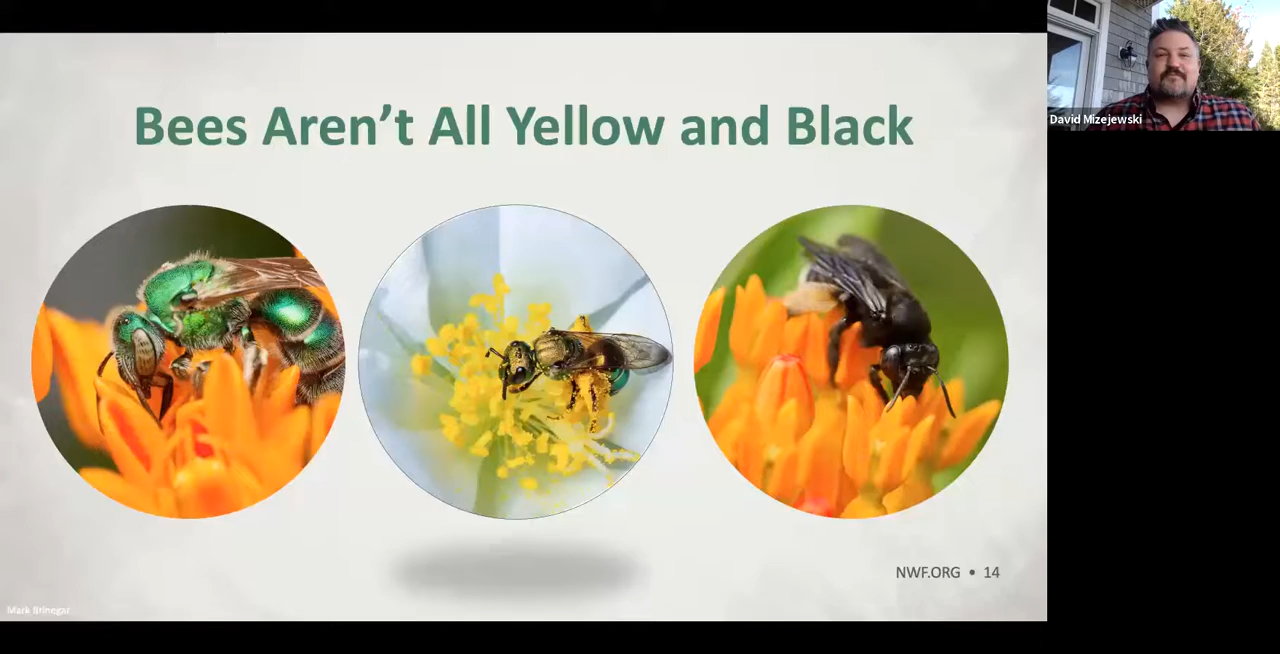 Bees Aren’t All Yellow and Black
David Mizejewski
NWF.ORG • 14
Mark Brinegar